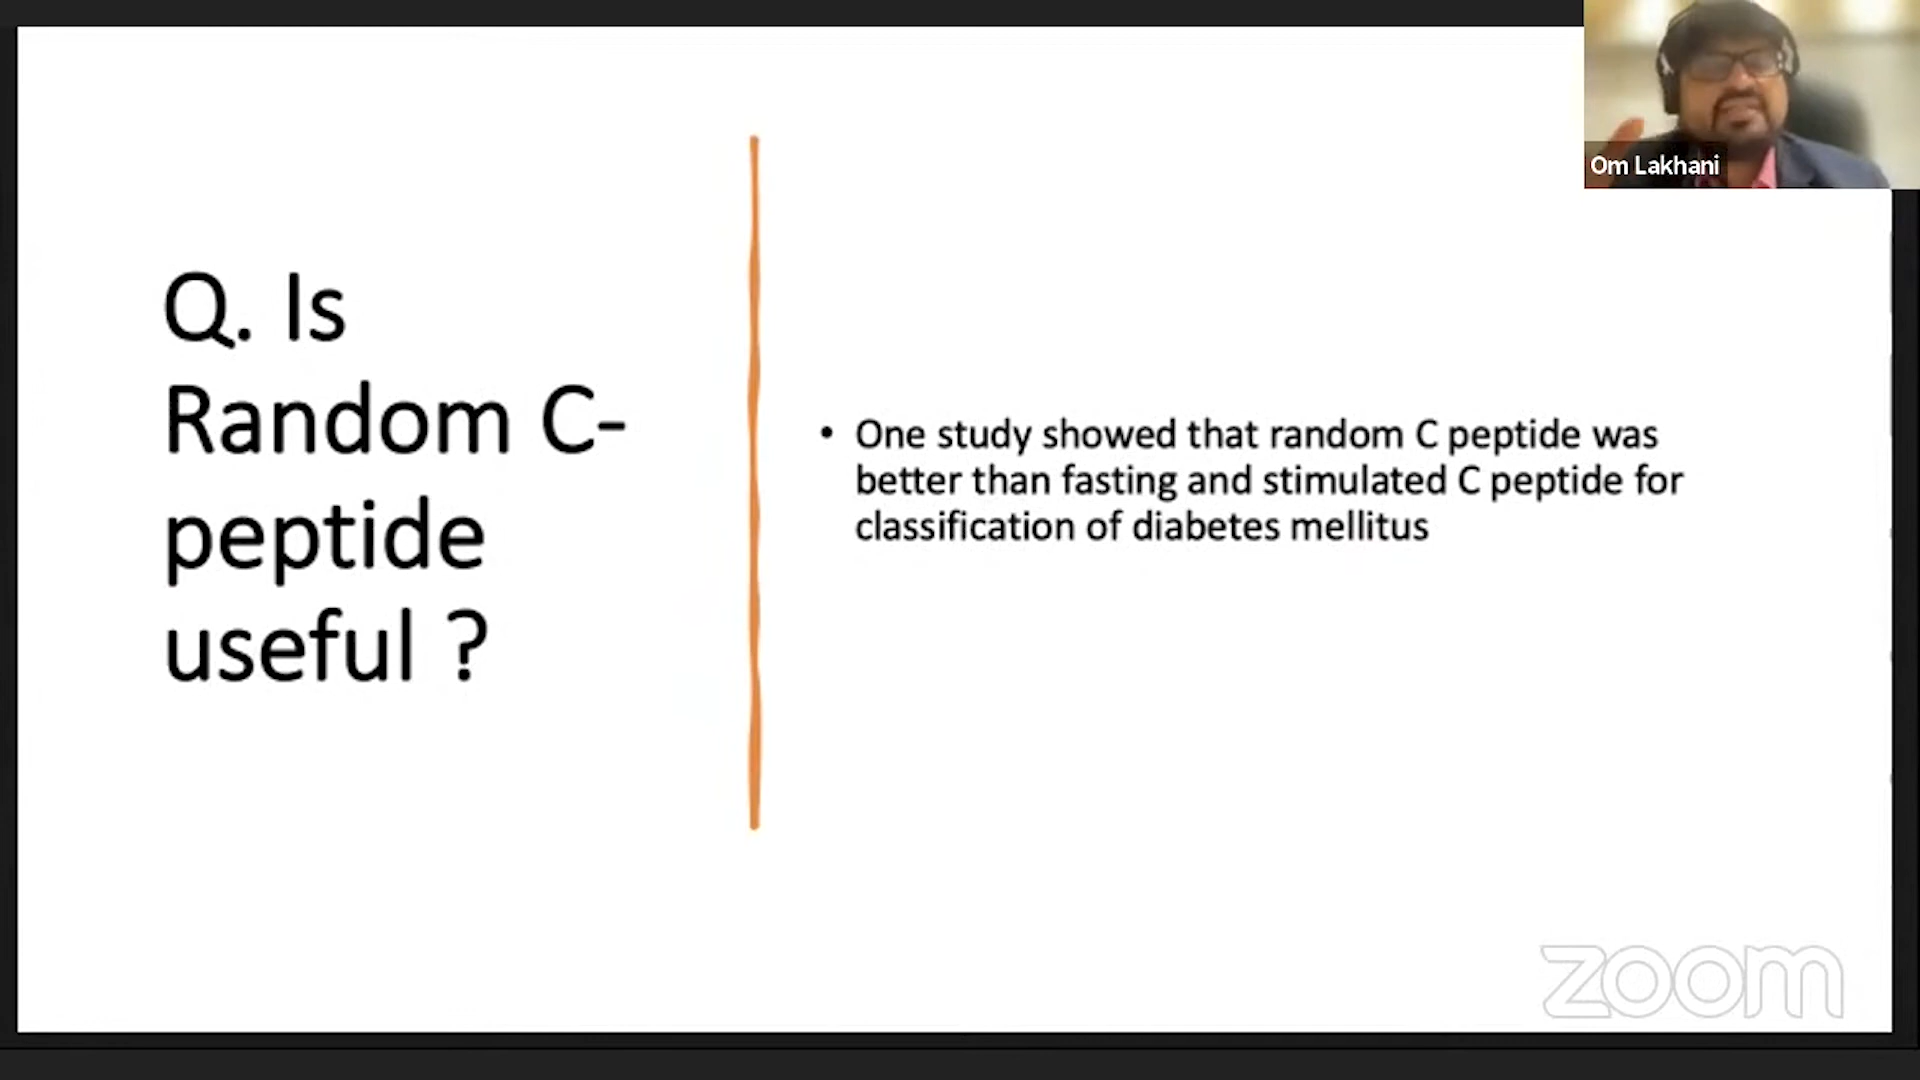 Om Lakhani
Q. Is
Random C-
peptide
useful ?
• One study showed that random C peptide was
better than fasting and stimulated C peptide for
classification of diabetes mellitus
zoom